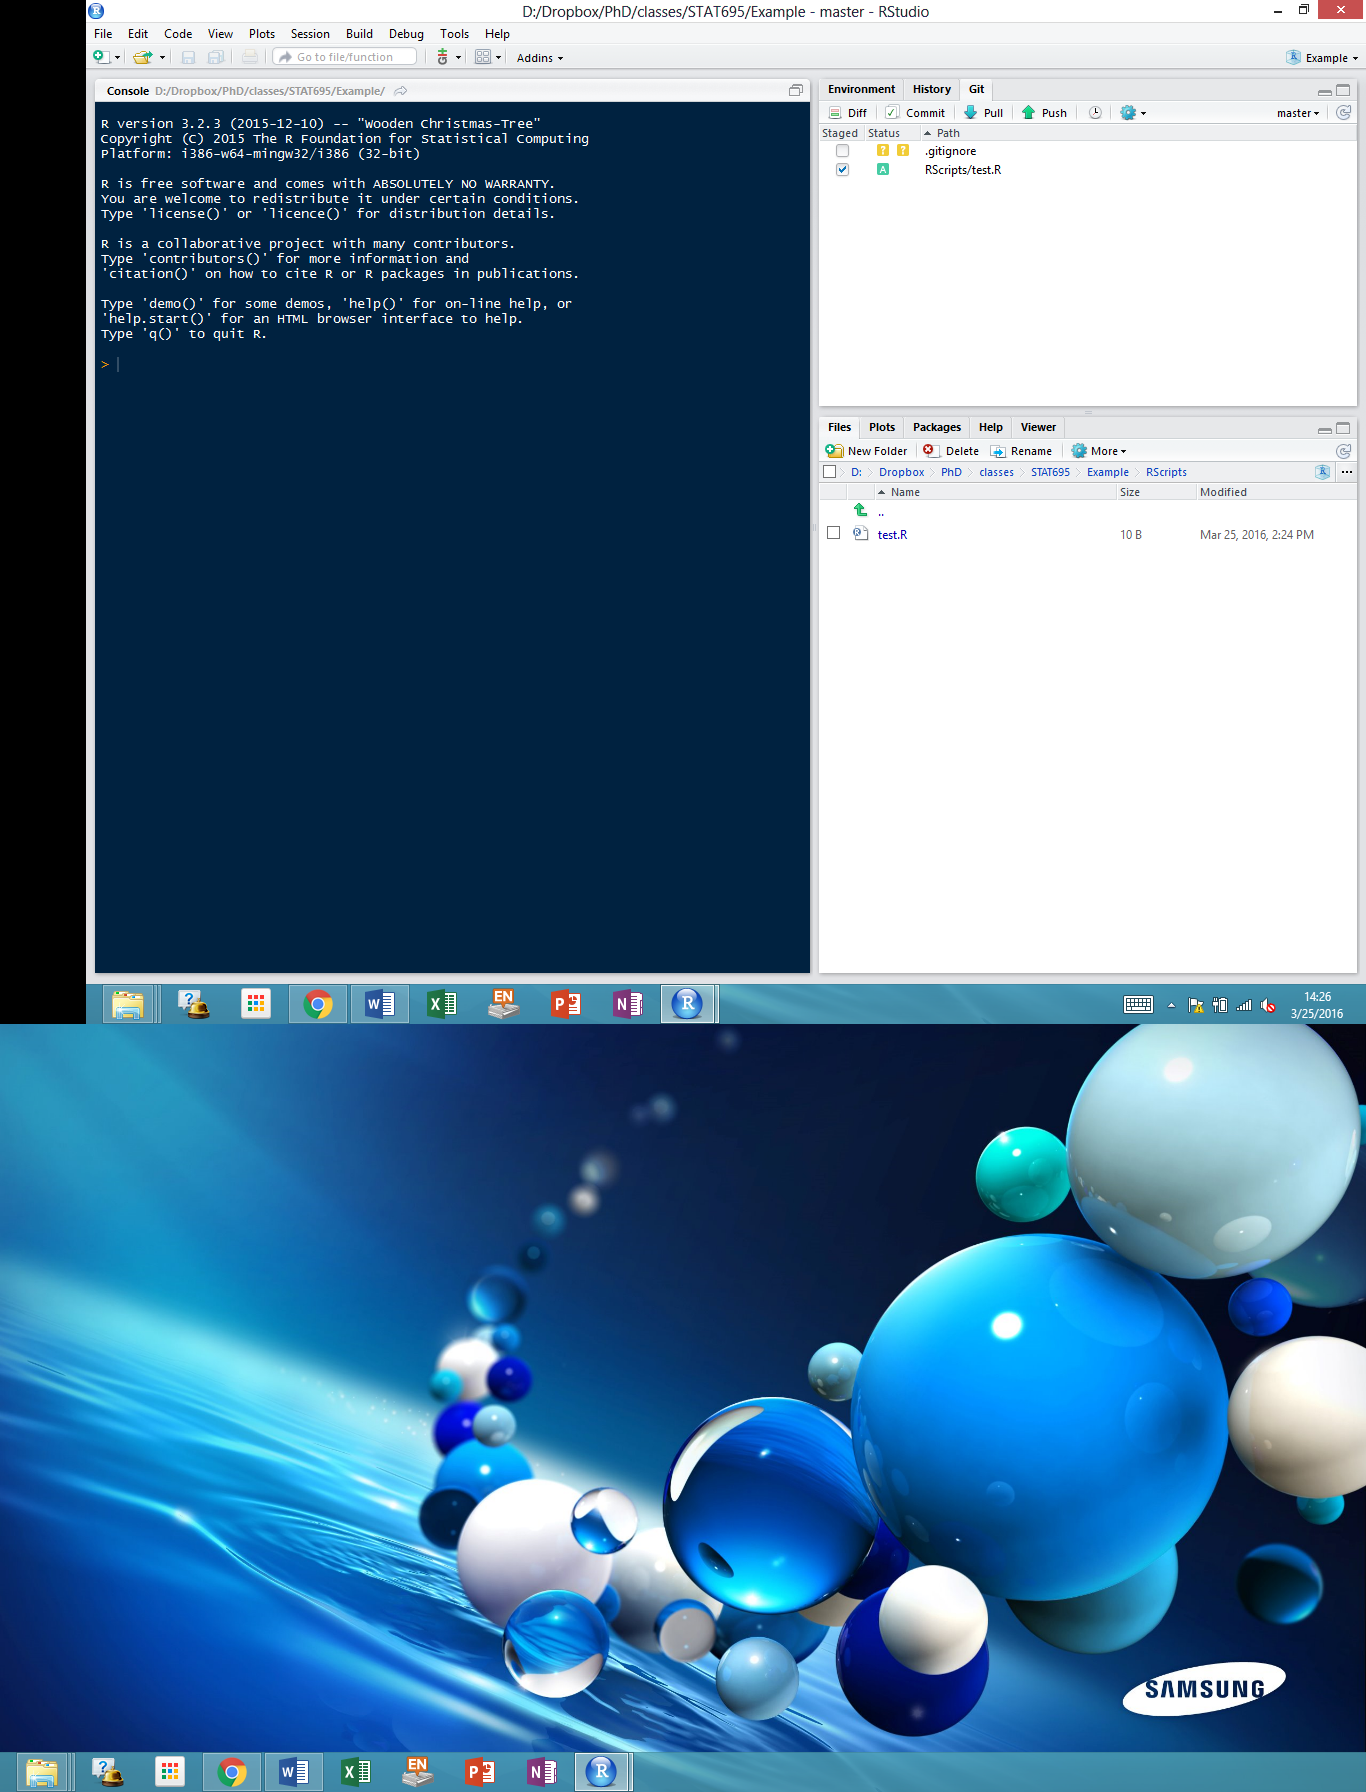 D:/Dropbox/PhD/classes/STAT695/Example - master - RStudio
File Edit Code View Plots Session Build Debug Tools Help
Go to file/function Addins Example
Console D:/Dropbox/PhD/classes/STAT695/Example/
R version 3.2.3 (2015-12-10) -- "Wooden Christmas-Tree"
Copyright (C) 2015 The R Foundation for Statistical Computing
Platform: i386-w64-mingw32/i386 (32-bit)
R is free software and comes with ABSOLUTELY NO WARRANTY.
You are welcome to redistribute it under certain conditions.
Type 'license()' or 'licence()' for distribution details.
R is a collaborative project with many contributors.
Type 'contributors()' for more information and
'citation()' on how to cite R or R packages in publications.
Type 'demo()' for some demos, 'help()' for on-line help, or
'help.start()' for an HTML browser interface to help.
Type 'q()' to quit R.
>
Environment History Git
Diff Commit Pull Push master
Staged Status Path
? ? .gitignore
A RScripts/test.R
Files Plots Packages Help Viewer
New Folder Delete Rename More
D: Dropbox PhD classes STAT695 Example RScripts ...
Name Size Modified
..
test.R 10 B Mar 25, 2016, 2:24 PM
EN
14:26
3/25/2016
SAMSUNG
EN